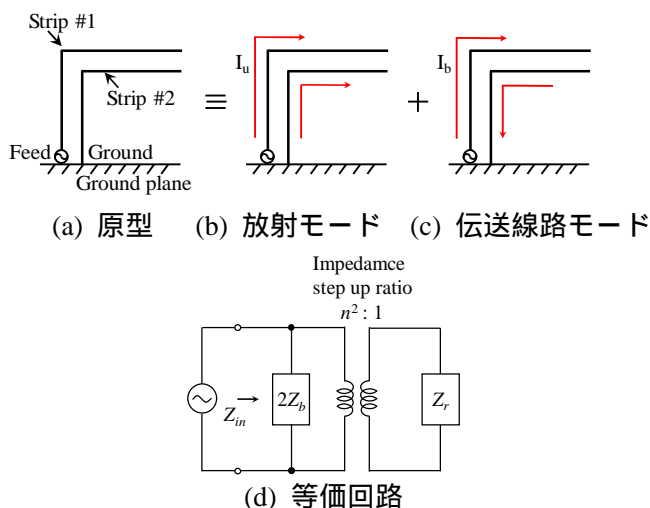 Strip #1
Strip #2
Feed
Ground
Ground plane
≡
I_u
+
I_b
(a) 原型
(b) 放射モード
(c) 伝送線路モード
Impedamce
step up ratio
n² : 1
Z_in
2Z_b
Z_r
(d) 等価回路